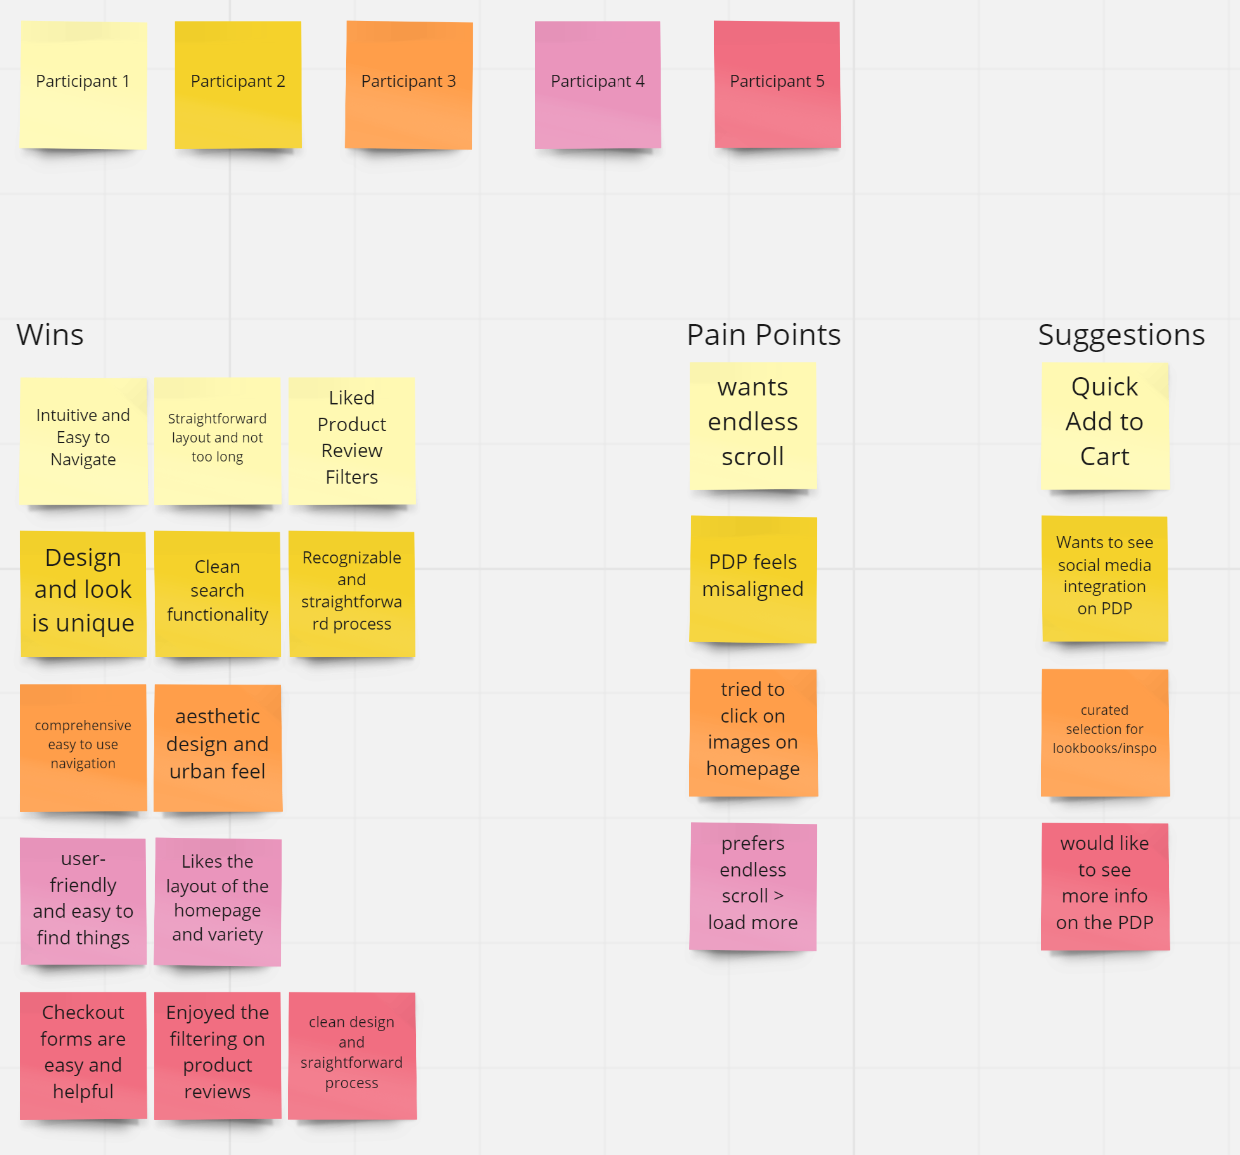 Participant 1
Participant 2
Participant 3
Participant 4
Participant 5
Wins
Pain Points
Suggestions
Intuitive and
Easy to
Navigate
Straightforward
layout and not
too long
Liked
Product
Review
Filters
wants
endless
scroll
Quick
Add to
Cart
Design
and look
is unique
Clean
search
functionality
Recognizable
and
straightforwa
rd process
PDP feels
misaligned
Wants to see
social media
integration
on PDP
comprehensive
easy to use
navigation
aesthetic
design and
urban feel
tried to
click on
images on
homepage
curated
selection for
lookbooks/inspo
user-
friendly
and easy to
find things
Likes the
layout of the
homepage
and variety
prefers
endless
scroll >
load more
would like
to see
more info
on the PDP
Checkout
forms are
easy and
helpful
Enjoyed the
filtering on
product
reviews
clean design
and
sraightforward
process